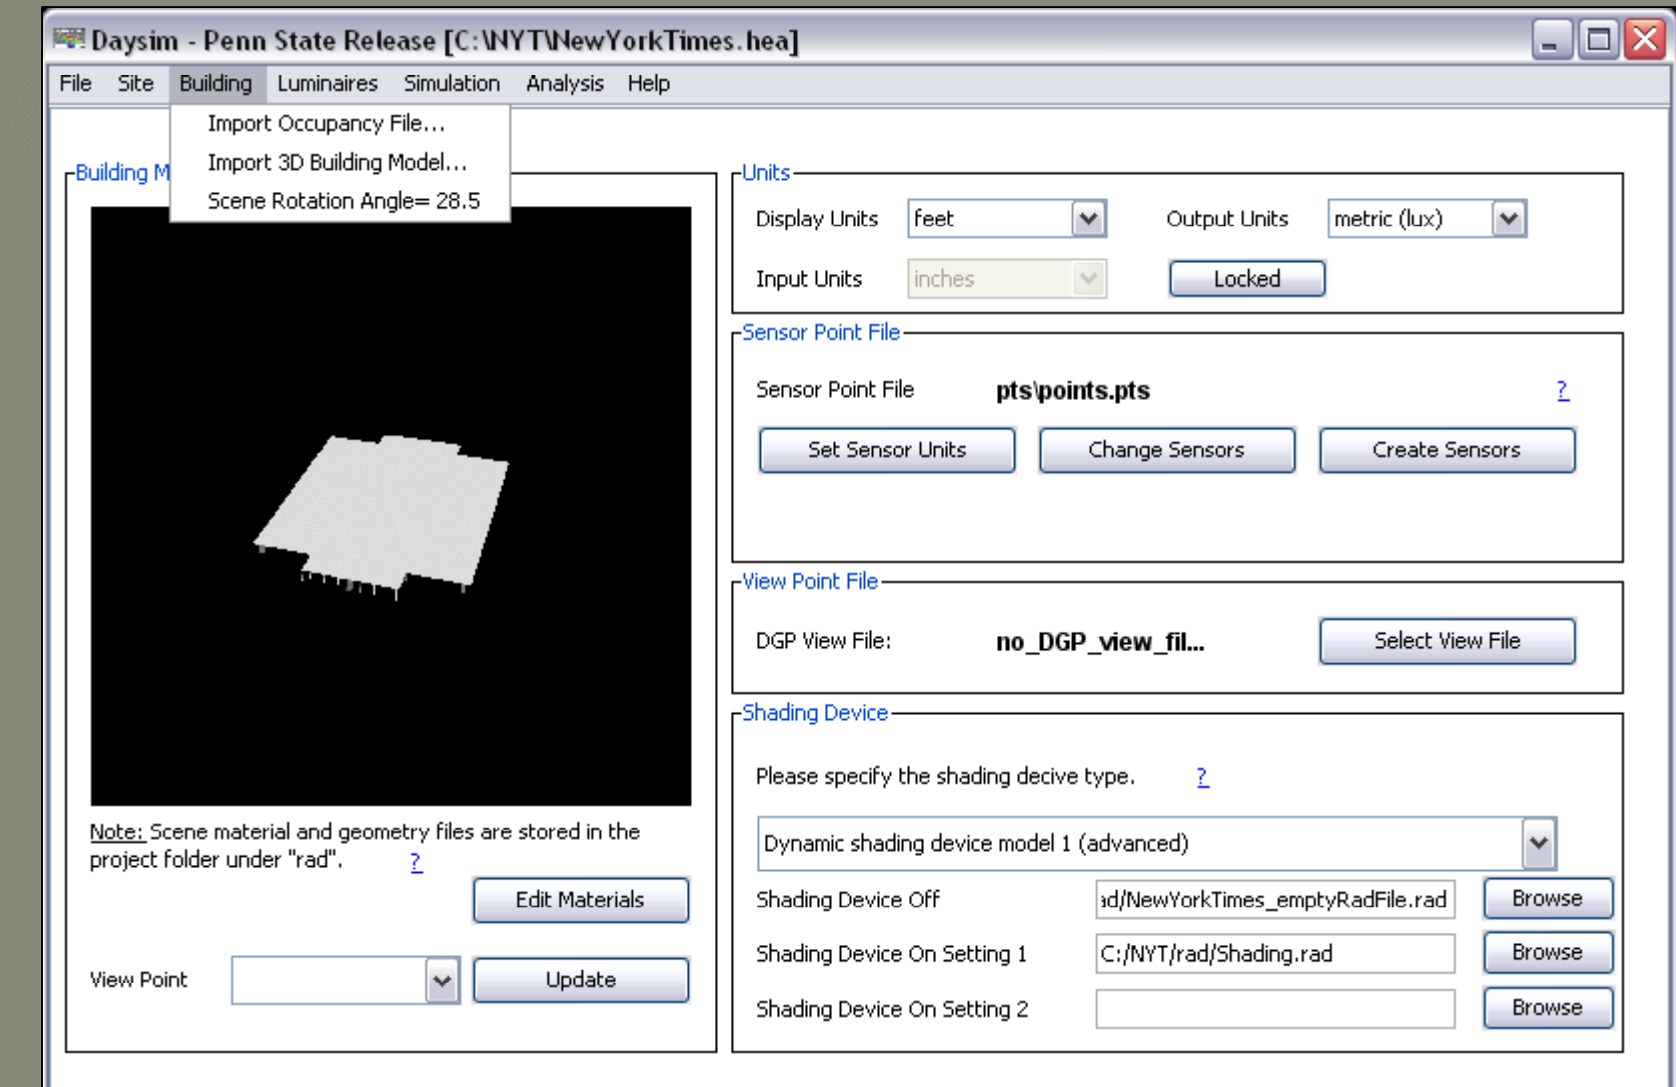 Daysim - Penn State Release [C:\NYT\NewYorkTimes.hea]
File Site Building Luminaires Simulation Analysis Help
Import Occupancy File...
Import 3D Building Model...
Scene Rotation Angle= 28.5
Building M
Note: Scene material and geometry files are stored in the
project folder under "rad". ?
Edit Materials
View Point Update
Units
Display Units feet Output Units metric (lux)
Input Units inches Locked
Sensor Point File
Sensor Point File pts\points.pts ?
Set Sensor Units Change Sensors Create Sensors
View Point File
DGP View File: no_DGP_view_fil... Select View File
Shading Device
Please specify the shading decive type. ?
Dynamic shading device model 1 (advanced)
Shading Device Off ad/NewYorkTimes_emptyRadFile.rad Browse
Shading Device On Setting 1 C:/NYT/rad/Shading.rad Browse
Shading Device On Setting 2 Browse